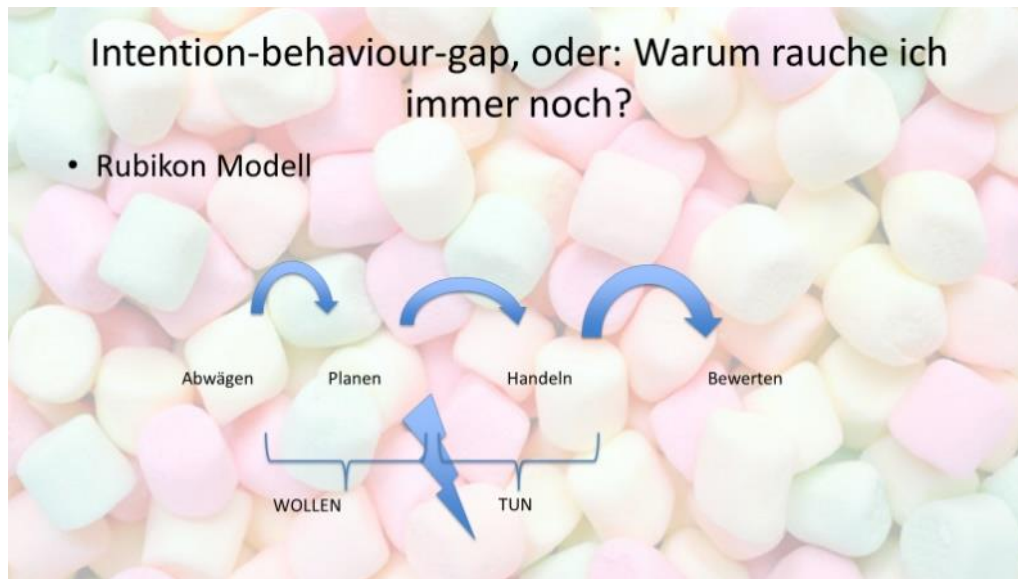 Intention-behaviour-gap, oder: Warum rauche ich
immer noch?
• Rubikon Modell
Abwägen Planen Handeln Bewerten
WOLLEN TUN